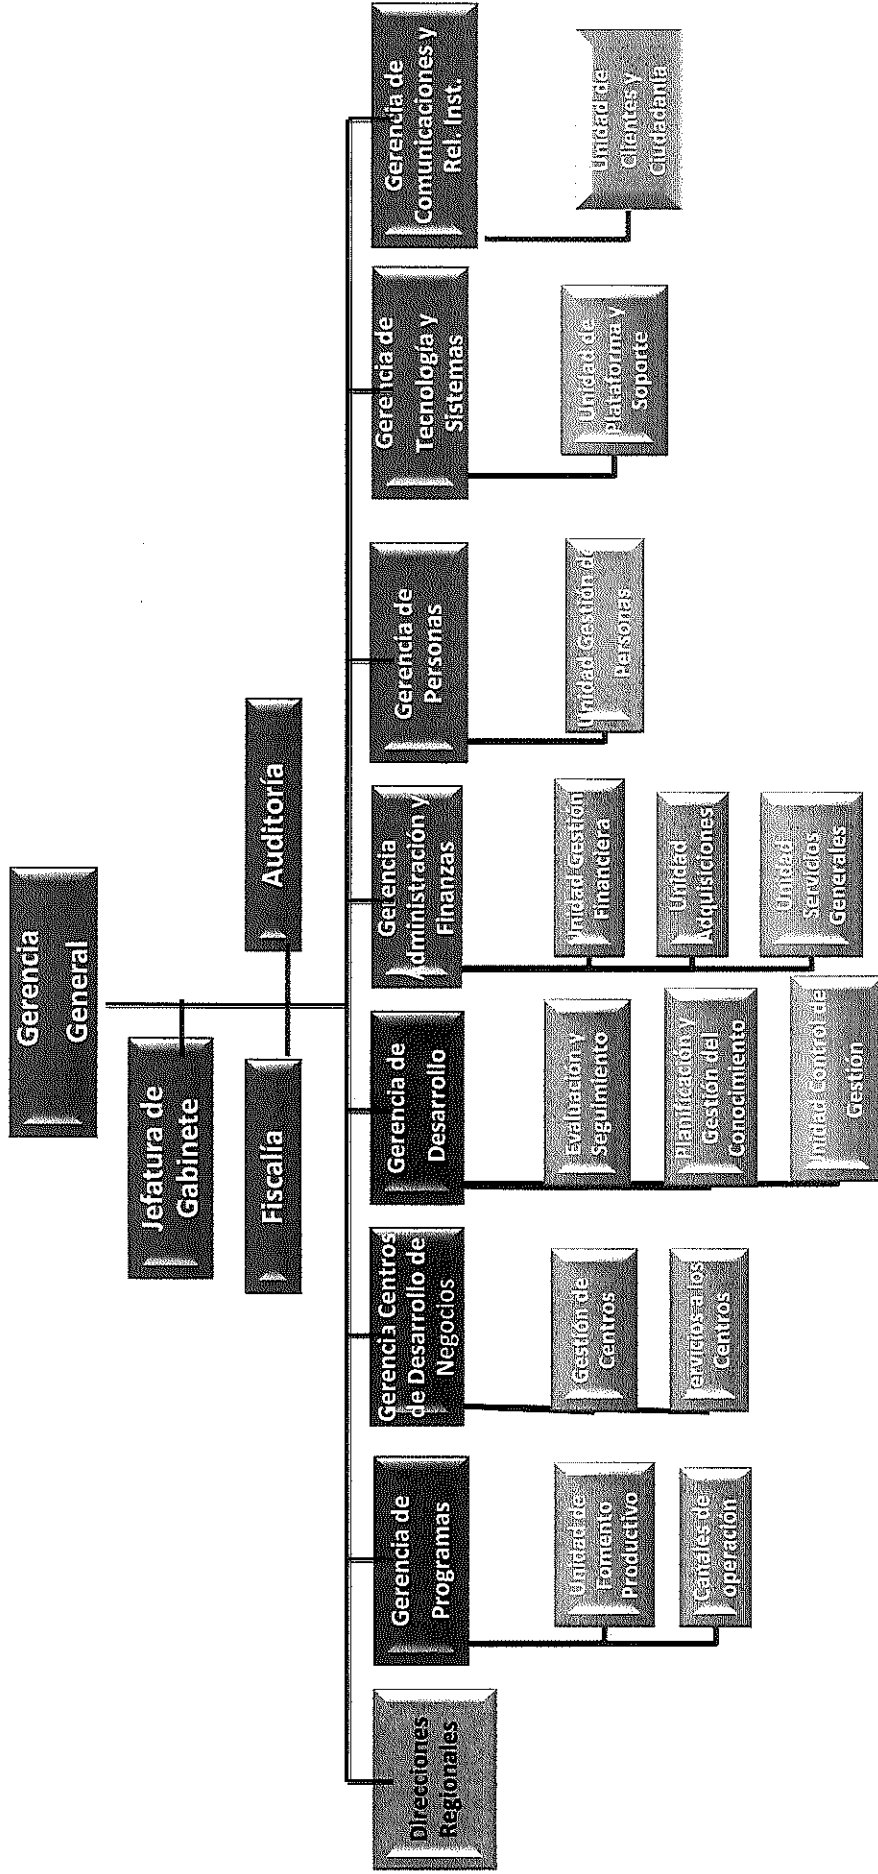 Gerencia
General
Jefatura de
Gabinete
Fiscalía
Auditoría
Direcciones
Regionales
Gerencia de
Programas
Unidad de
Fomento
Productivo
Canales de
operación
Gerencia Centros
de Desarrollo de
Negocios
Gestión de
Centros
Servicios a los
Centros
Gerencia de
Desarrollo
Evaluación y
Seguimiento
Planificación y
Gestión del
Conocimiento
Unidad Control de
Gestión
Gerencia
Administración y
Finanzas
Unidad Gestión
Financiera
Unidad
Adquisiciones
Unidad
Servicios
Generales
Gerencia de
Personas
Unidad Gestión de
Personas
Gerencia de
Tecnología y
Sistemas
Unidad de
Plataforma y
Soporte
Gerencia de
Comunicaciones y
Rel. Inst.
Unidad de
Clientes y
Ciudadanía